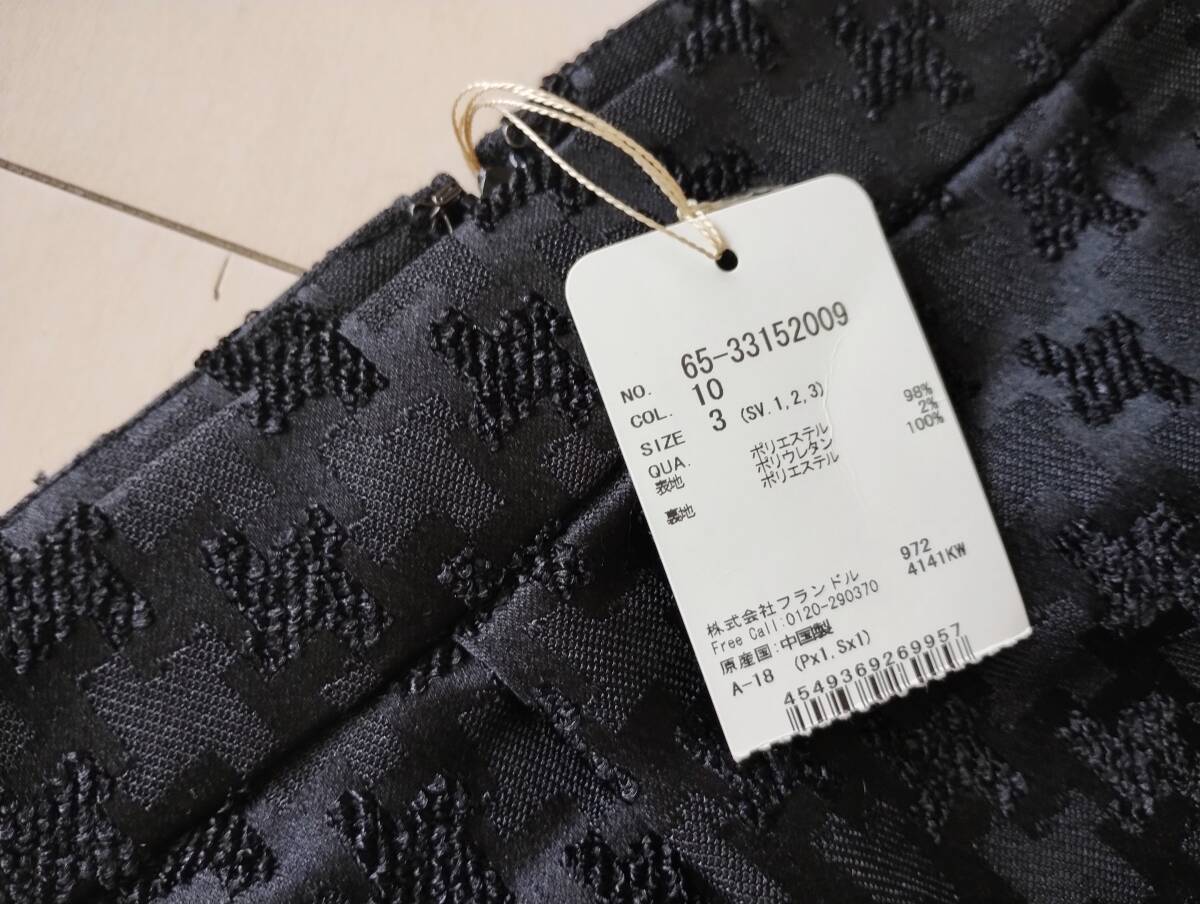 NO. 65-33152009
COL. 10
SIZE 3 (SV.1,2,3)
QUA.
表地 ポリエステル 98%
ポリウレタン 2%
裏地 ポリエステル 100%
972
4141KW
株式会社フランドル
Free Call:0120-290370
原産国:中国製
A-18 (Px1,Sx1)
4549369269957